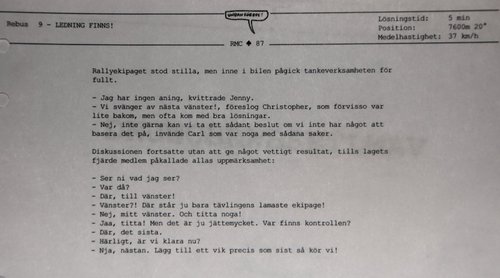 Rebus 9 - LEDNING FINNS!
Lösningstid: 5 min
Position: 7600m 20°
Medelhastighet: 37 km/h
RMC ♠ 87
Rallyekipaget stod stilla, men inne i bilen pågick tankeverksamheten för
fullt.
- Jag har ingen aning, kvittrade Jenny.
- Vi svänger av nästa vänster!, föreslog Christopher, som förvisso var
lite bakom, men ofta kom med bra lösningar.
- Nej, inte gärna kan vi ta ett sådant beslut om vi inte har något att
basera det på, invände Carl som var noga med sådana saker.
Diskussionen fortsatte utan att ge något vettigt resultat, tills lagets
fjärde medlem påkallade allas uppmärksamhet:
- Ser ni vad jag ser?
- Var då?
- Där, till vänster!
- Vänster?! Där står ju bara tävlingens lamaste ekipage!
- Nej, mitt vänster. Och titta noga!
- Jaa, titta! Men det är ju jättemycket. Var finns kontrollen?
- Där, det sista.
- Härligt, är vi klara nu?
- Nja, nästan. Lägg till ett vik precis som sist så kör vi!